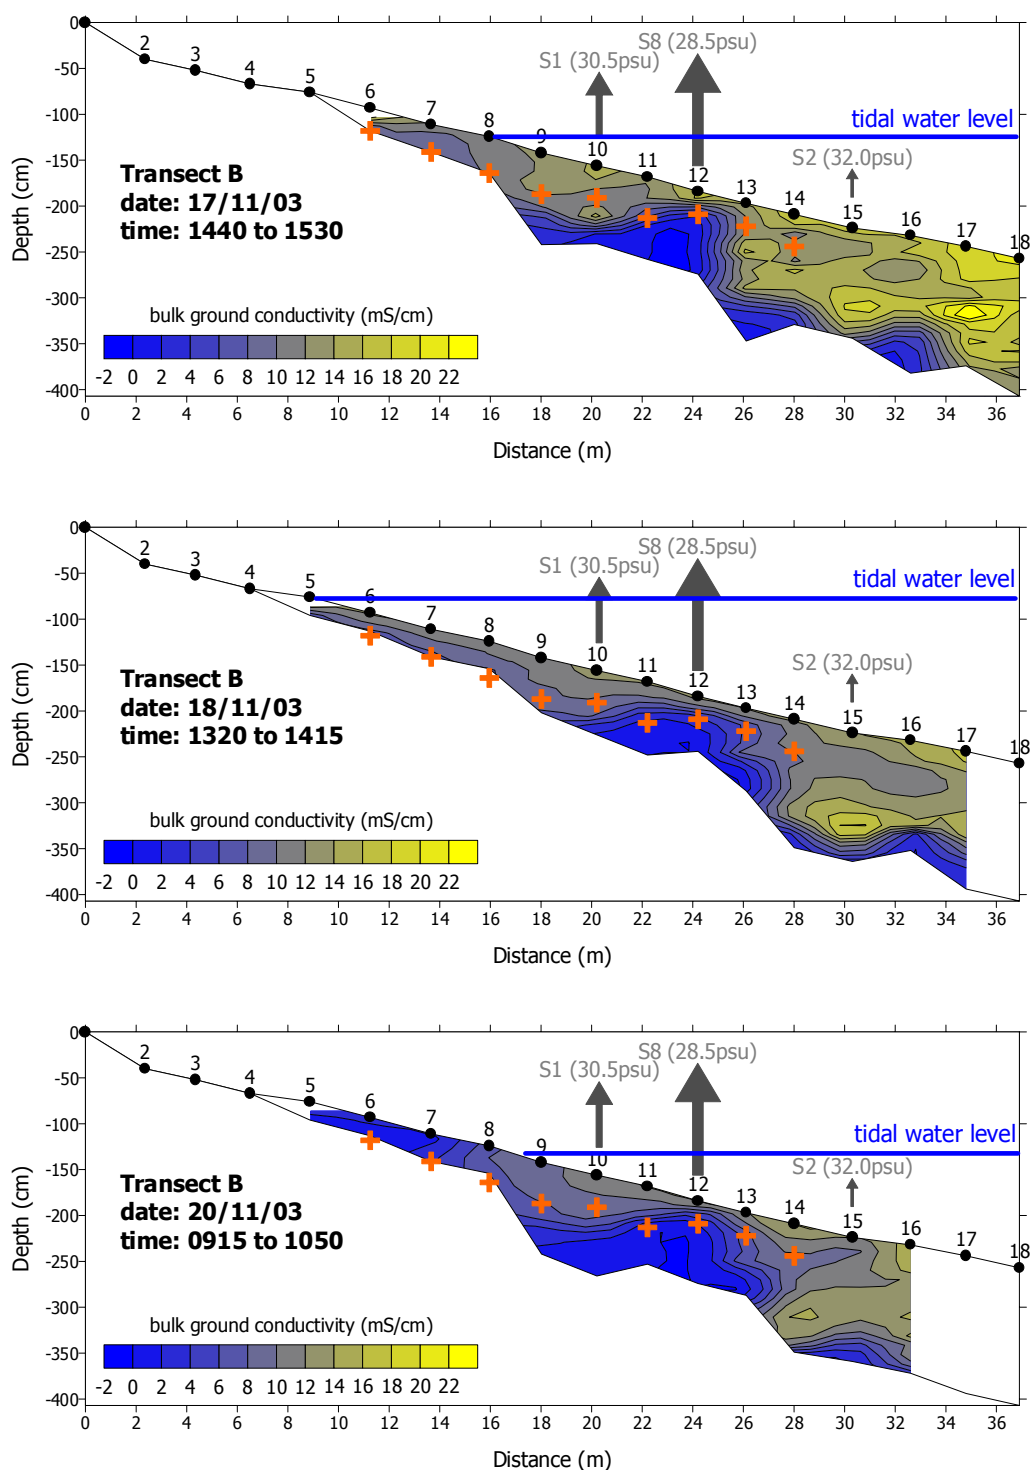 0
-50
-100
-150
-200
-250
-300
-350
-400
Depth (cm)
2
3
4
5
6
7
8
9
10
11
12
13
14
15
16
17
18
S1 (30.5psu)
S8 (28.5psu)
tidal water level
S2 (32.0psu)
Transect B
date: 17/11/03
time: 1440 to 1530
bulk ground conductivity (mS/cm)
-2 0 2 4 6 8 10 12 14 16 18 20 22
0 2 4 6 8 10 12 14 16 18 20 22 24 26 28 30 32 34 36
Distance (m)
0
-50
-100
-150
-200
-250
-300
-350
-400
Depth (cm)
2
3
4
5
6
7
8
9
10
11
12
13
14
15
16
17
18
S1 (30.5psu)
S8 (28.5psu)
tidal water level
S2 (32.0psu)
Transect B
date: 18/11/03
time: 1320 to 1415
bulk ground conductivity (mS/cm)
-2 0 2 4 6 8 10 12 14 16 18 20 22
0 2 4 6 8 10 12 14 16 18 20 22 24 26 28 30 32 34 36
Distance (m)
0
-50
-100
-150
-200
-250
-300
-350
-400
Depth (cm)
2
3
4
5
6
7
8
9
10
11
12
13
14
15
16
17
18
S1 (30.5psu)
S8 (28.5psu)
tidal water level
S2 (32.0psu)
Transect B
date: 20/11/03
time: 0915 to 1050
bulk ground conductivity (mS/cm)
-2 0 2 4 6 8 10 12 14 16 18 20 22
0 2 4 6 8 10 12 14 16 18 20 22 24 26 28 30 32 34 36
Distance (m)